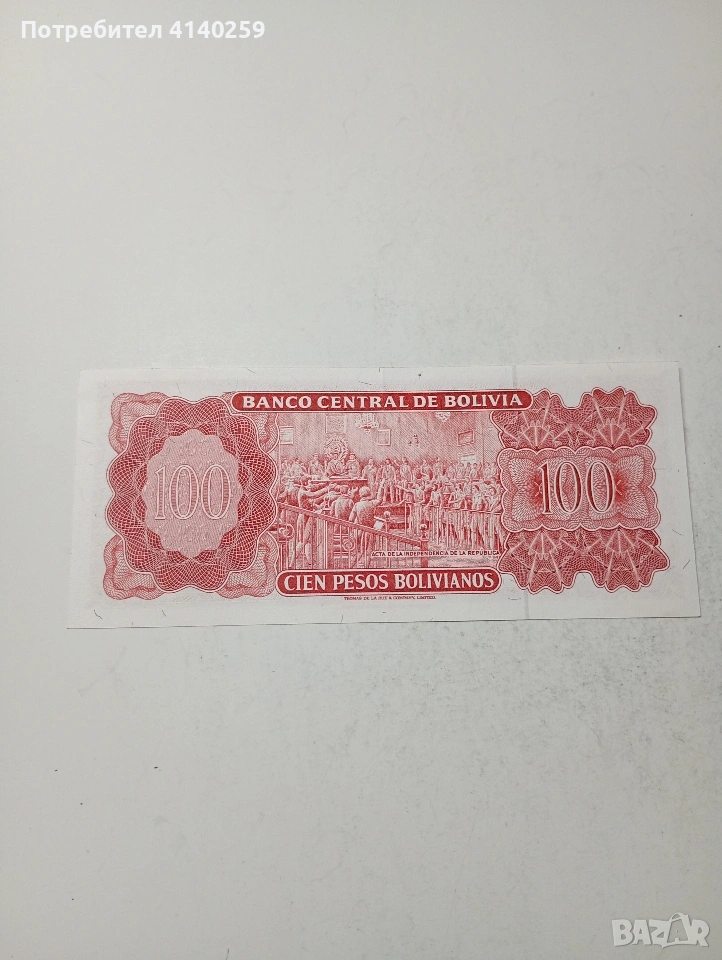 Потребител 4140259
BANCO CENTRAL DE BOLIVIA
100
100
ACTA DE LA INDEPENDENCIA DE LA REPUBLICA
CIEN PESOS BOLIVIANOS
THOMAS DE LA RUE & COMPANY, LIMITED.
BAZAR